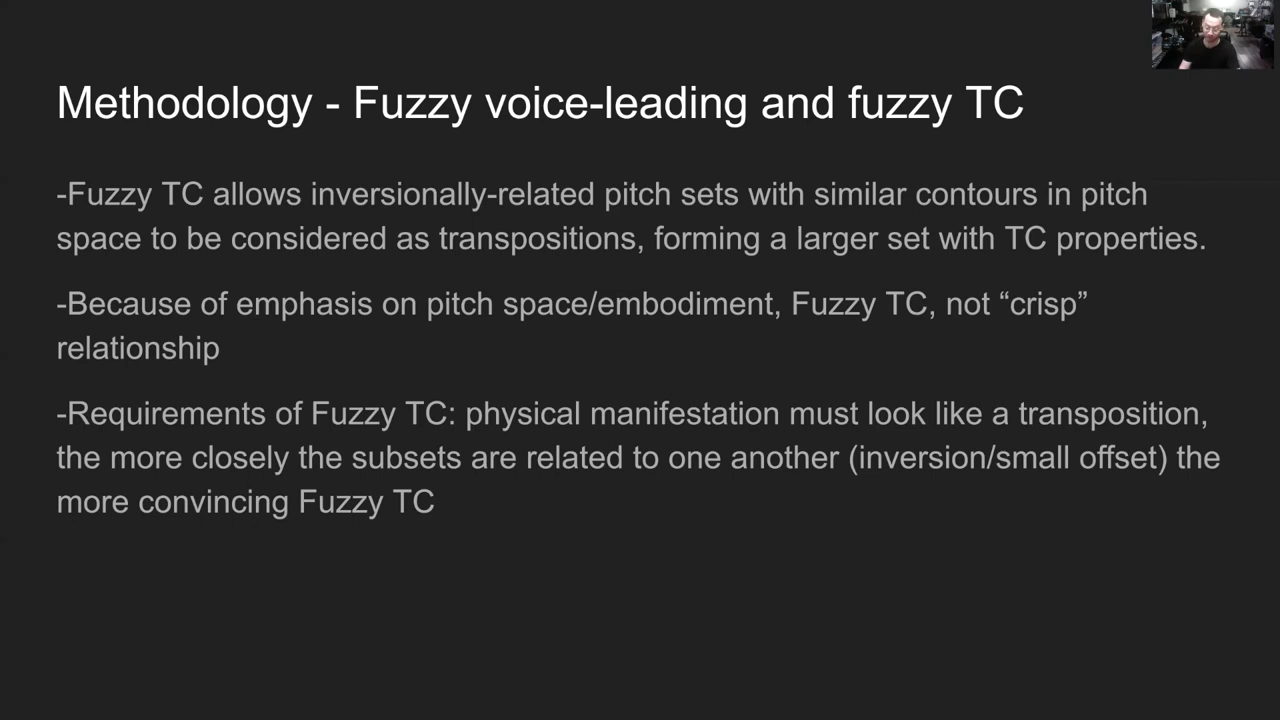 Methodology - Fuzzy voice-leading and fuzzy TC
-Fuzzy TC allows inversionally-related pitch sets with similar contours in pitch
space to be considered as transpositions, forming a larger set with TC properties.
-Because of emphasis on pitch space/embodiment, Fuzzy TC, not “crisp”
relationship
-Requirements of Fuzzy TC: physical manifestation must look like a transposition,
the more closely the subsets are related to one another (inversion/small offset) the
more convincing Fuzzy TC